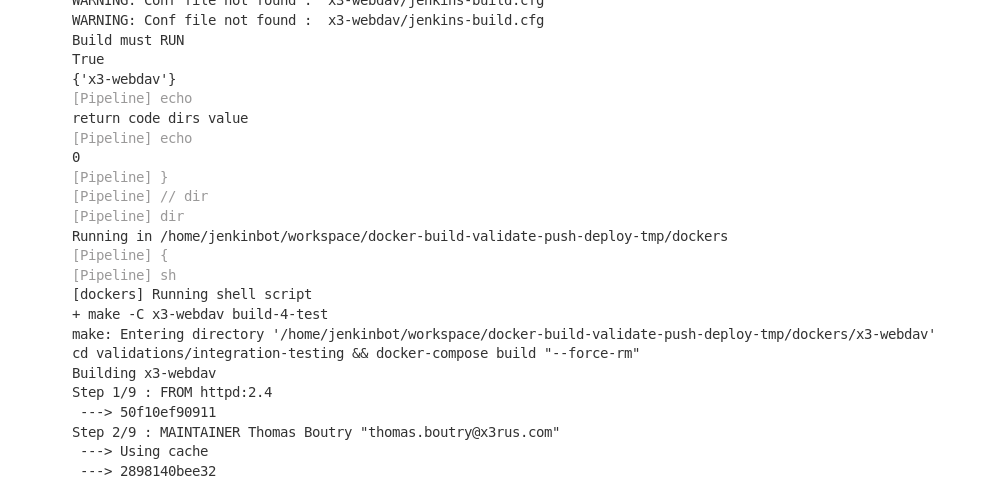 WARNING: Conf file not found :  x3-webdav/jenkins-build.cfg
WARNING: Conf file not found :  x3-webdav/jenkins-build.cfg
Build must RUN
True
{'x3-webdav'}
[Pipeline] echo
return code dirs value
[Pipeline] echo
0
[Pipeline] }
[Pipeline] // dir
[Pipeline] dir
Running in /home/jenkinbot/workspace/docker-build-validate-push-deploy-tmp/dockers
[Pipeline] {
[Pipeline] sh
[dockers] Running shell script
+ make -C x3-webdav build-4-test
make: Entering directory '/home/jenkinbot/workspace/docker-build-validate-push-deploy-tmp/dockers/x3-webdav'
cd validations/integration-testing && docker-compose build "--force-rm"
Building x3-webdav
Step 1/9 : FROM httpd:2.4
 ---> 50f10ef90911
Step 2/9 : MAINTAINER Thomas Boutry "thomas.boutry@x3rus.com"
 ---> Using cache
 ---> 2898140bee32